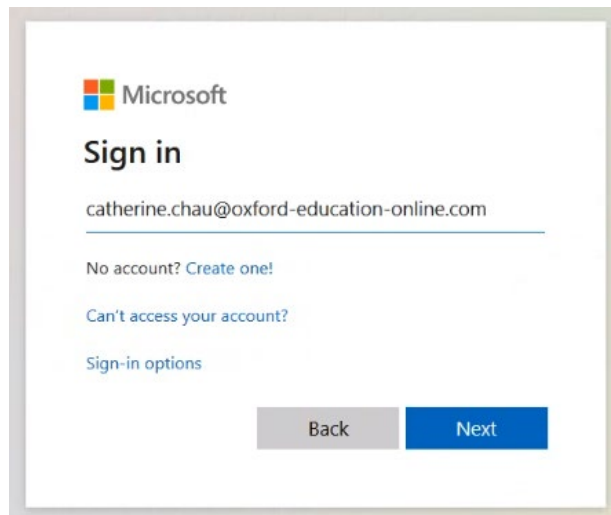 Microsoft
Sign in
catherine.chau@oxford-education-online.com
No account? Create one!
Can't access your account?
Sign-in options
Back Next